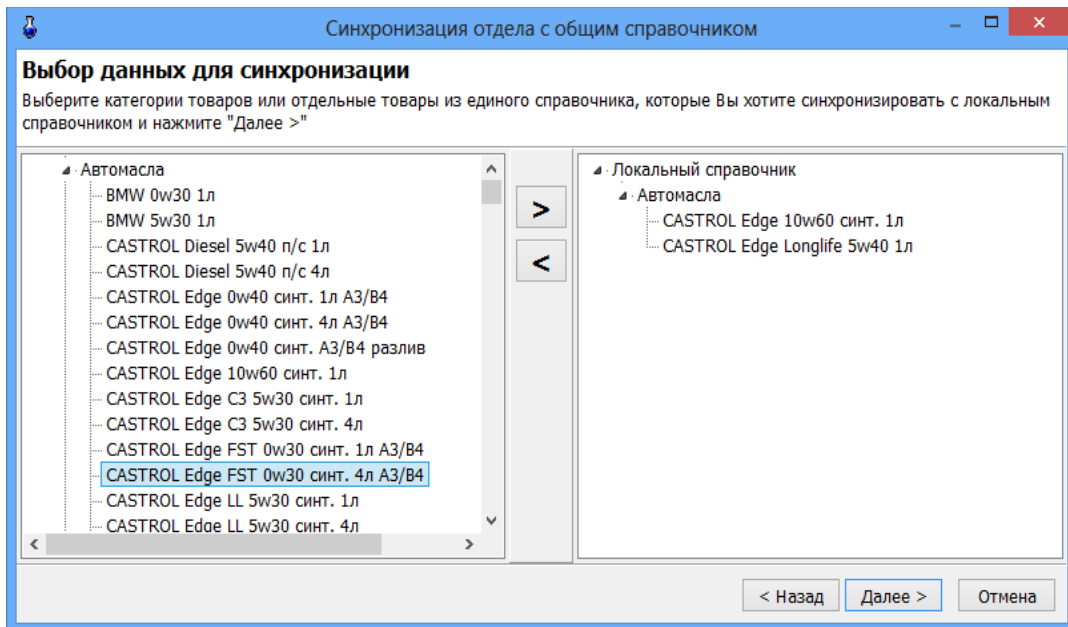 Синхронизация отдела с общим справочником
Выбор данных для синхронизации
Выберите категории товаров или отдельные товары из единого справочника, которые Вы хотите синхронизировать с локальным
справочником и нажмите "Далее >"
Автомасла
BMW 0w30 1л
BMW 5w30 1л
CASTROL Diesel 5w40 п/с 1л
CASTROL Diesel 5w40 п/с 4л
CASTROL Edge 0w40 синт. 1л A3/B4
CASTROL Edge 0w40 синт. 4л A3/B4
CASTROL Edge 0w40 синт. A3/B4 разлив
CASTROL Edge 10w60 синт. 1л
CASTROL Edge C3 5w30 синт. 1л
CASTROL Edge C3 5w30 синт. 4л
CASTROL Edge FST 0w30 синт. 1л A3/B4
CASTROL Edge FST 0w30 синт. 4л A3/B4
CASTROL Edge LL 5w30 синт. 1л
CASTROL Edge LL 5w30 синт. 4л
>
<
Локальный справочник
Автомасла
CASTROL Edge 10w60 синт. 1л
CASTROL Edge Longlife 5w40 1л
< Назад
Далее >
Отмена